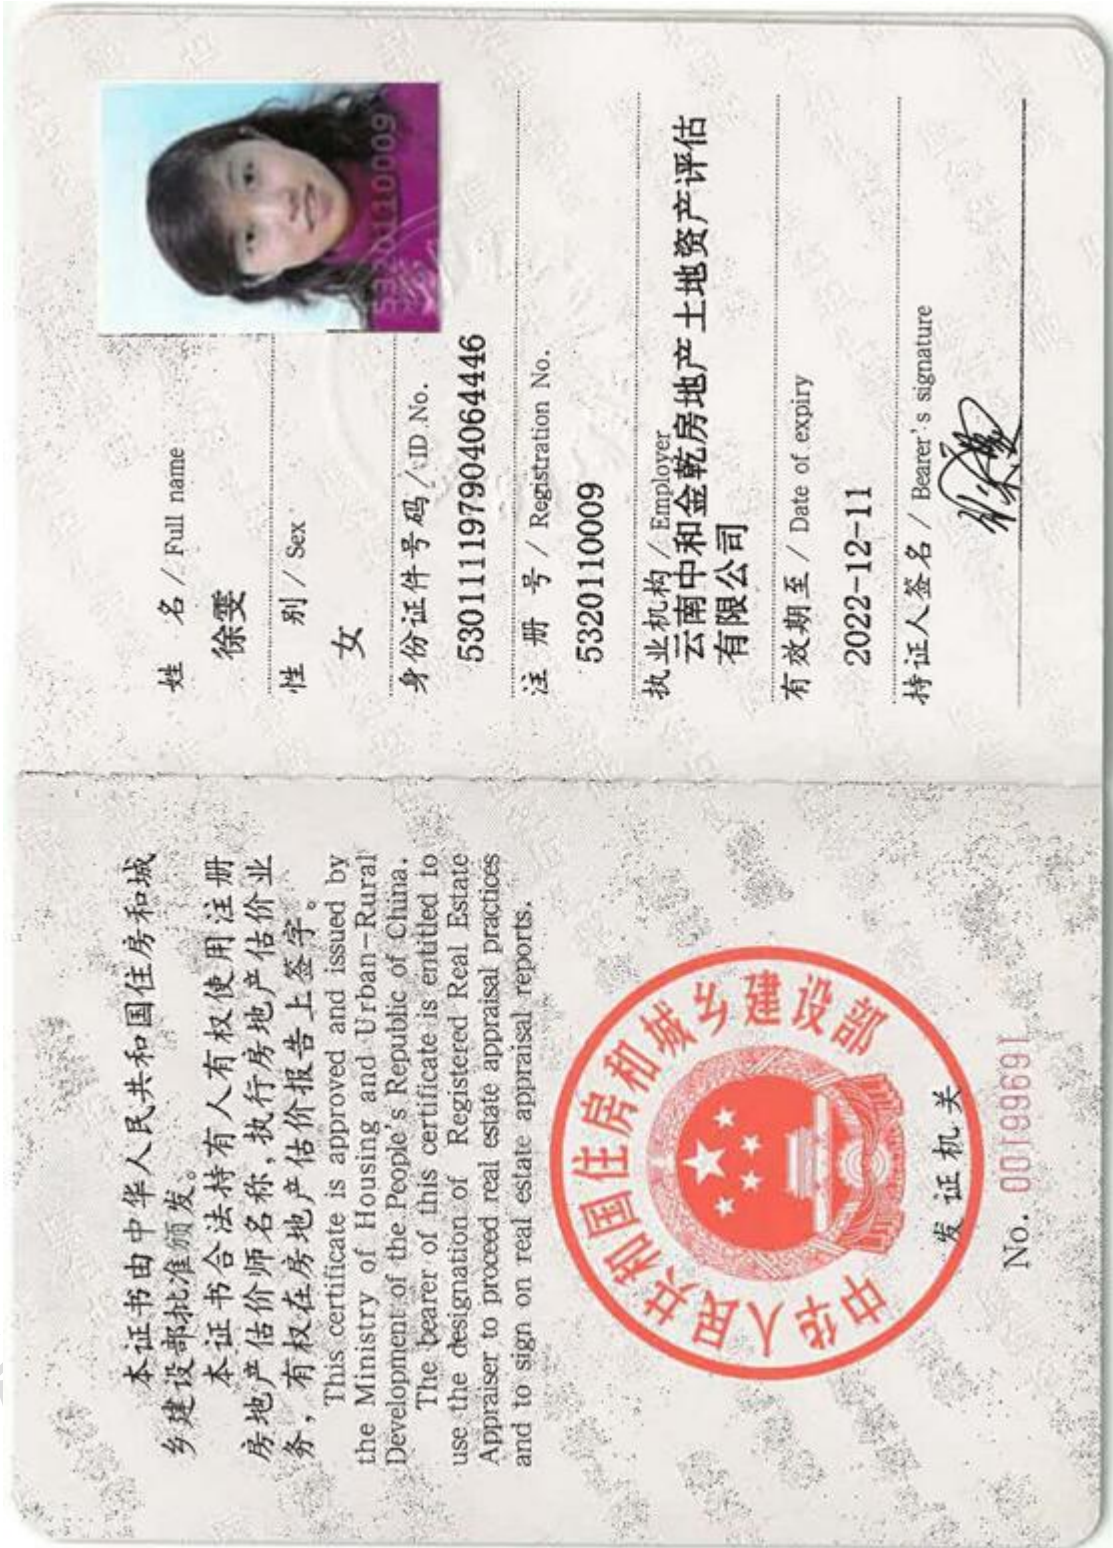 本证书由中华人民共和国住房和城
乡建设部批准颁发。
本证书合法持有人有权使用注册
房地产估价师名称,执行房地产估价业
务,有权在房地产估价报告上签字。
This certificate is approved and issued by
the Ministry of Housing and Urban-Rural
Development of the People's Republic of China.
The bearer of this certificate is entitled to
use the designation of Registered Real Estate
Appraiser to proceed real estate appraisal practices
and to sign on real estate appraisal reports.
中华人民共和国住房和城乡建设部
发证机关
No. 00199691
姓 名 / Full name
徐雯
性 别 / Sex
女
身份证件号码 / ID No.
530111197904064446
注 册 号 / Registration No.
5320110009
执业机构 / Employer
云南中和金乾房地产土地资产评估
有限公司
有效期至 / Date of expiry
2022-12-11
持证人签名 / Bearer's signature
5320110009